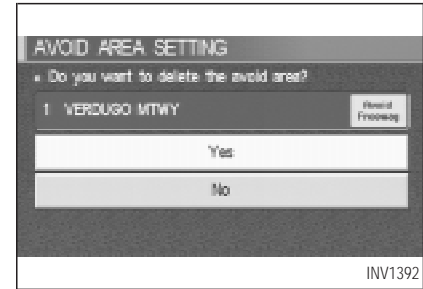 AVOID AREA SETTING
Do you want to delete the avoid area?
1 VERDUGO MTWY
Avoid
Freeway
Yes
No
INV1392